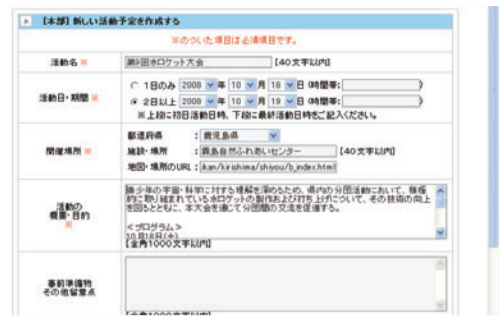 【本部】新しい活動予定を作成する
※のついた項目は必須項目です。
活動名 ※
第9回水ロケット大会 [40文字以内]
活動日・期間 ※
1日のみ 2008 年 10 月 18 日 (時間帯: )
2日以上 2008 年 10 月 19 日 (時間帯: )
※上段に初日活動日時、下段に最終活動日時をご記入ください。
開催場所 ※
都道府県 : 鹿児島県
施設・場所 : 霧島自然ふれあいセンター [40文字以内]
地図・場所のURL : ikan/kirishima/shiyou/b_index.html
活動の
概要・目的
※
青少年の宇宙・科学に対する理解を深めるため、県内の分団活動において、積極
的に取り組まれている水ロケットの製作および打ち上げについて、その技術の向上
を図るとともに、本大会を通じて分団間の交流を促進する。
<プログラム>
10月18日(土)
[全角1000文字以内]
事前準備物
その他留意点
[全角1000文字以内]